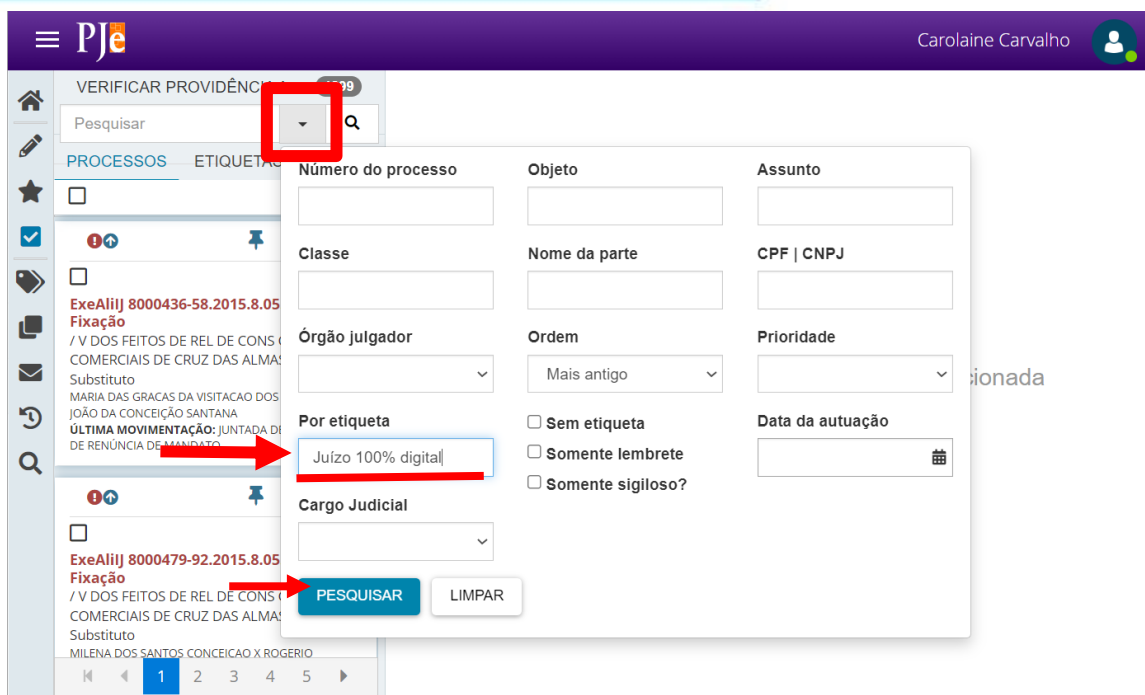 PJe
Carolaine Carvalho
VERIFICAR
Pesquisar
PROCESSOS ETIQUETAS
Número do processo Objeto Assunto
Classe Nome da parte CPF | CNPJ
ExeAliIJ 8000436-58.2015.8.05
Fixação
/ V DOS FEITOS DE REL DE CONS
COMERCIAIS DE CRUZ DAS ALMAS
Substituto
MARIA DAS GRACAS DA VISITACAO DOS
JOÃO DA CONCEIÇÃO SANTANA
ÚLTIMA MOVIMENTAÇÃO: JUNTADA DE
DE RENÚNCIA DE MANDATO
Órgão julgador Ordem Prioridade
Mais antigo
cionada
Por etiqueta Sem etiqueta Data da autuação
Juízo 100% digital Somente lembrete
Somente sigiloso?
Cargo Judicial
ExeAliIJ 8000479-92.2015.8.05
Fixação
/ V DOS FEITOS DE REL DE CONS
COMERCIAIS DE CRUZ DAS ALMAS
Substituto
MILENA DOS SANTOS CONCEICAO X ROGERIO
PESQUISAR LIMPAR
1 2 3 4 5